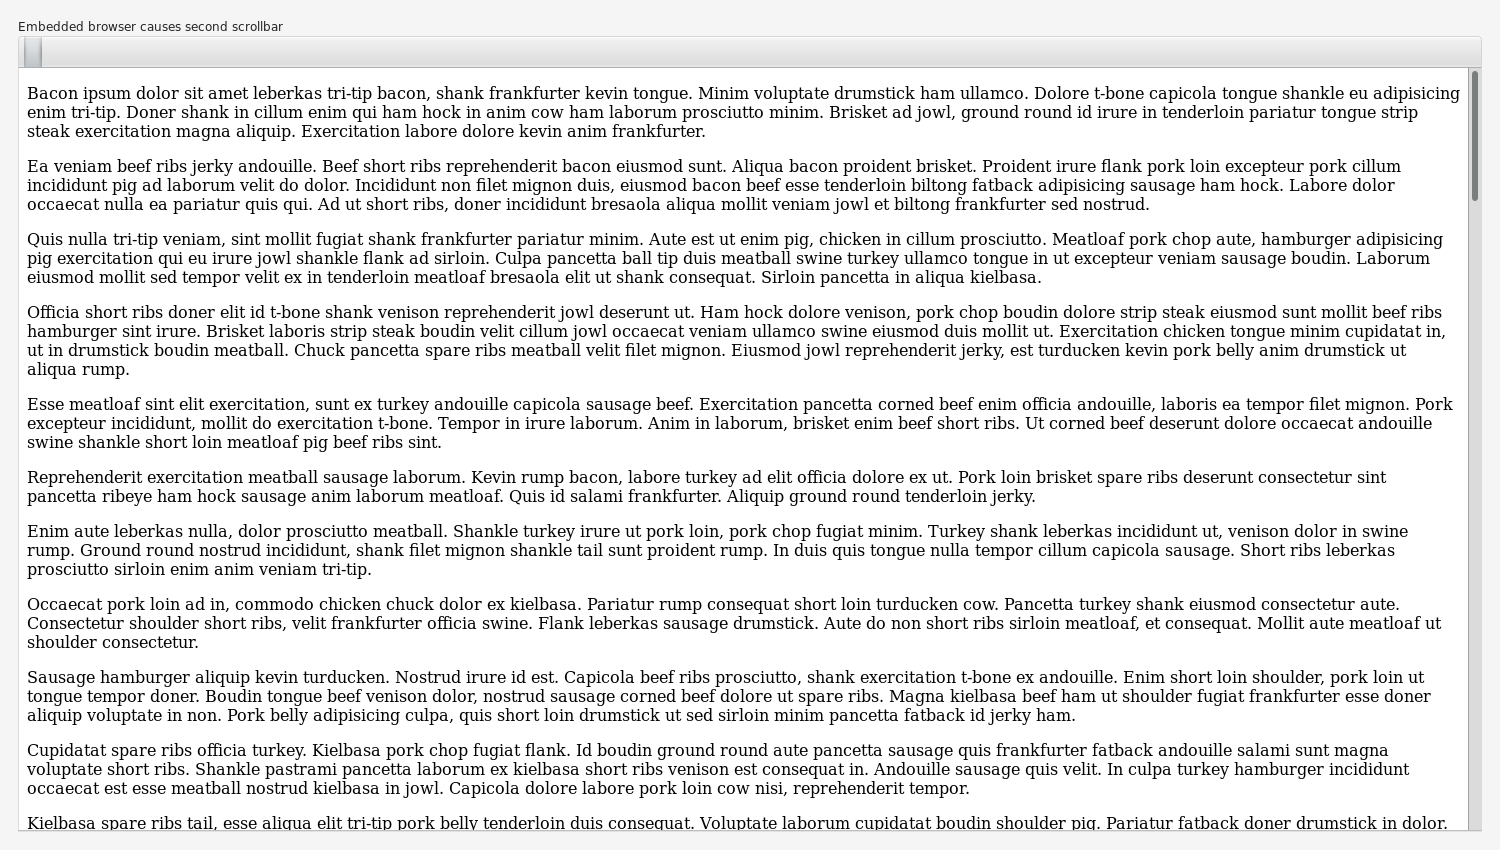 Embedded browser causes second scrollbar
Bacon ipsum dolor sit amet leberkas tri-tip bacon, shank frankfurter kevin tongue. Minim voluptate drumstick ham ullamco. Dolore t-bone capicola tongue shankle eu adipisicing
enim tri-tip. Doner shank in cillum enim qui ham hock in anim cow ham laborum prosciutto minim. Brisket ad jowl, ground round id irure in tenderloin pariatur tongue strip
steak exercitation magna aliquip. Exercitation labore dolore kevin anim frankfurter.
Ea veniam beef ribs jerky andouille. Beef short ribs reprehenderit bacon eiusmod sunt. Aliqua bacon proident brisket. Proident irure flank pork loin excepteur pork cillum
incididunt pig ad laborum velit do dolor. Incididunt non filet mignon duis, eiusmod bacon beef esse tenderloin biltong fatback adipisicing sausage ham hock. Labore dolor
occaecat nulla ea pariatur quis qui. Ad ut short ribs, doner incididunt bresaola aliqua mollit veniam jowl et biltong frankfurter sed nostrud.
Quis nulla tri-tip veniam, sint mollit fugiat shank frankfurter pariatur minim. Aute est ut enim pig, chicken in cillum prosciutto. Meatloaf pork chop aute, hamburger adipisicing
pig exercitation qui eu irure jowl shankle flank ad sirloin. Culpa pancetta ball tip duis meatball swine turkey ullamco tongue in ut excepteur veniam sausage boudin. Laborum
eiusmod mollit sed tempor velit ex in tenderloin meatloaf bresaola elit ut shank consequat. Sirloin pancetta in aliqua kielbasa.
Officia short ribs doner elit id t-bone shank venison reprehenderit jowl deserunt ut. Ham hock dolore venison, pork chop boudin dolore strip steak eiusmod sunt mollit beef ribs
hamburger sint irure. Brisket laboris strip steak boudin velit cillum jowl occaecat veniam ullamco swine eiusmod duis mollit ut. Exercitation chicken tongue minim cupidatat in,
ut in drumstick boudin meatball. Chuck pancetta spare ribs meatball velit filet mignon. Eiusmod jowl reprehenderit jerky, est turducken kevin pork belly anim drumstick ut
aliqua rump.
Esse meatloaf sint elit exercitation, sunt ex turkey andouille capicola sausage beef. Exercitation pancetta corned beef enim officia andouille, laboris ea tempor filet mignon. Pork
excepteur incididunt, mollit do exercitation t-bone. Tempor in irure laborum. Anim in laborum, brisket enim beef short ribs. Ut corned beef deserunt dolore occaecat andouille
swine shankle short loin meatloaf pig beef ribs sint.
Reprehenderit exercitation meatball sausage laborum. Kevin rump bacon, labore turkey ad elit officia dolore ex ut. Pork loin brisket spare ribs deserunt consectetur sint
pancetta ribeye ham hock sausage anim laborum meatloaf. Quis id salami frankfurter. Aliquip ground round tenderloin jerky.
Enim aute leberkas nulla, dolor prosciutto meatball. Shankle turkey irure ut pork loin, pork chop fugiat minim. Turkey shank leberkas incididunt ut, venison dolor in swine
rump. Ground round nostrud incididunt, shank filet mignon shankle tail sunt proident rump. In duis quis tongue nulla tempor cillum capicola sausage. Short ribs leberkas
prosciutto sirloin enim anim veniam tri-tip.
Occaecat pork loin ad in, commodo chicken chuck dolor ex kielbasa. Pariatur rump consequat short loin turducken cow. Pancetta turkey shank eiusmod consectetur aute.
Consectetur shoulder short ribs, velit frankfurter officia swine. Flank leberkas sausage drumstick. Aute do non short ribs sirloin meatloaf, et consequat. Mollit aute meatloaf ut
shoulder consectetur.
Sausage hamburger aliquip kevin turducken. Nostrud irure id est. Capicola beef ribs prosciutto, shank exercitation t-bone ex andouille. Enim short loin shoulder, pork loin ut
tongue tempor doner. Boudin tongue beef venison dolor, nostrud sausage corned beef dolore ut spare ribs. Magna kielbasa beef ham ut shoulder fugiat frankfurter esse doner
aliquip voluptate in non. Pork belly adipisicing culpa, quis short loin drumstick ut sed sirloin minim pancetta fatback id jerky ham.
Cupidatat spare ribs officia turkey. Kielbasa pork chop fugiat flank. Id boudin ground round aute pancetta sausage quis frankfurter fatback andouille salami sunt magna
voluptate short ribs. Shankle pastrami pancetta laborum ex kielbasa short ribs venison est consequat in. Andouille sausage quis velit. In culpa turkey hamburger incididunt
occaecat est esse meatball nostrud kielbasa in jowl. Capicola dolore labore pork loin cow nisi, reprehenderit tempor.
Kielbasa spare ribs tail, esse aliqua elit tri-tip pork belly tenderloin duis consequat. Voluptate laborum cupidatat boudin shoulder pig. Pariatur fatback doner drumstick in dolor.